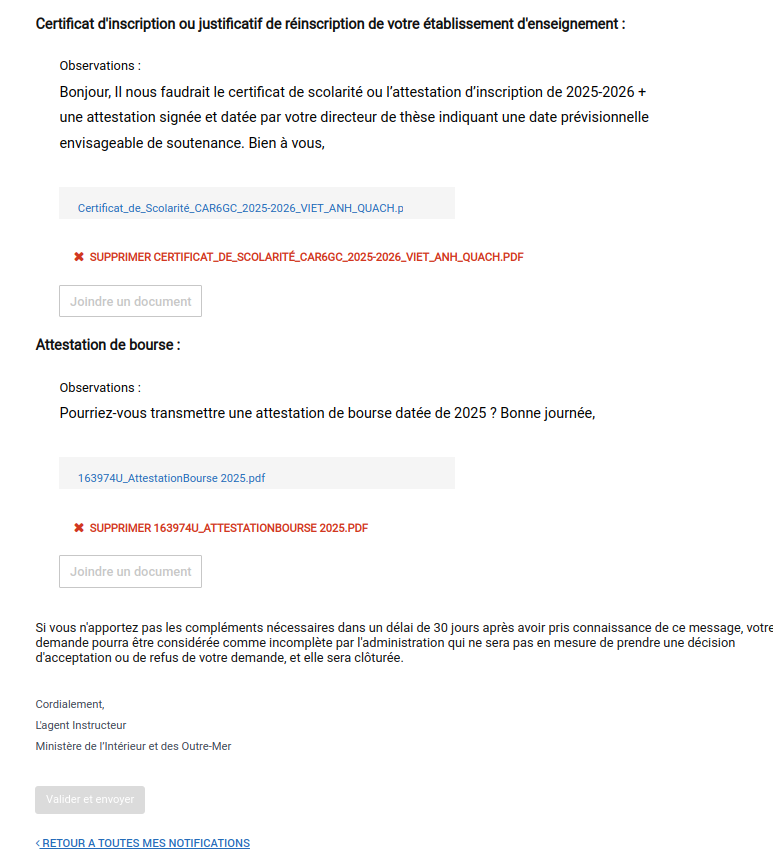 Certificat d'inscription ou justificatif de réinscription de votre établissement d'enseignement :
Observations :
Bonjour, Il nous faudrait le certificat de scolarité ou l’attestation d’inscription de 2025-2026 +
une attestation signée et datée par votre directeur de thèse indiquant une date prévisionnelle
envisageable de soutenance. Bien à vous,
Certificat_de_Scolarité_CAR6GC_2025-2026_VIET_ANH_QUACH.p
✖ SUPPRIMER CERTIFICAT_DE_SCOLARITÉ_CAR6GC_2025-2026_VIET_ANH_QUACH.PDF
Joindre un document
Attestation de bourse :
Observations :
Pourriez-vous transmettre une attestation de bourse datée de 2025 ? Bonne journée,
163974U_AttestationBourse 2025.pdf
✖ SUPPRIMER 163974U_ATTESTATIONBOURSE 2025.PDF
Joindre un document
Si vous n'apportez pas les compléments nécessaires dans un délai de 30 jours après avoir pris connaissance de ce message, votre
demande pourra être considérée comme incomplète par l'administration qui ne sera pas en mesure de prendre une décision
d'acceptation ou de refus de votre demande, et elle sera clôturée.
Cordialement,
L'agent Instructeur
Ministère de l'Intérieur et des Outre-Mer
Valider et envoyer
‹ RETOUR A TOUTES MES NOTIFICATIONS